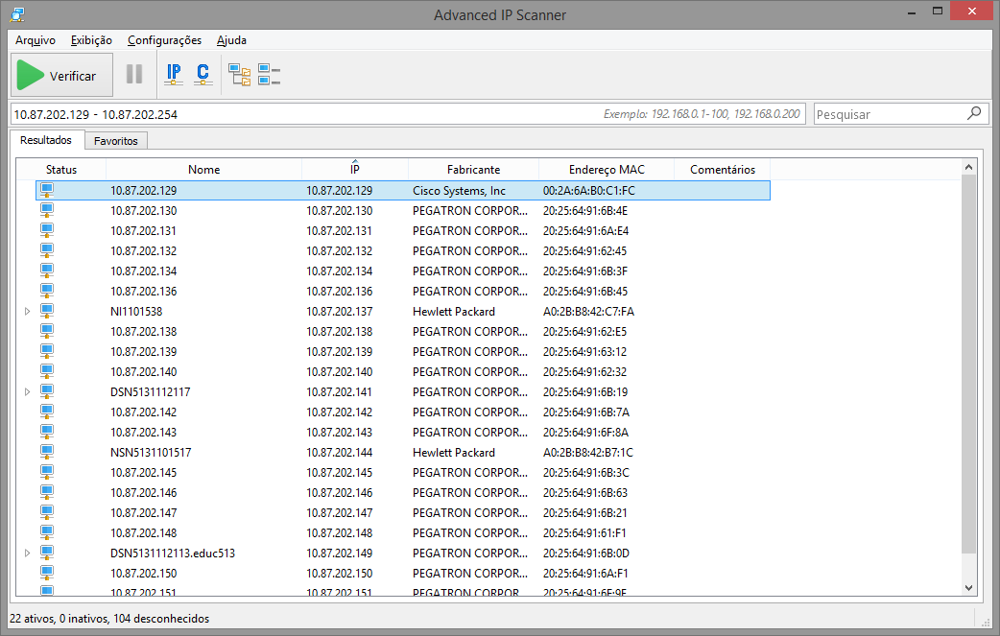 Advanced IP Scanner
Arquivo Exibição Configurações Ajuda
Verificar IP C
10.87.202.129 - 10.87.202.254 Exemplo: 192.168.0.1-100, 192.168.0.200 Pesquisar
Resultados Favoritos
Status Nome IP Fabricante Endereço MAC Comentários
10.87.202.129 10.87.202.129 Cisco Systems, Inc 00:2A:6A:B0:C1:FC
10.87.202.130 10.87.202.130 PEGATRON CORPOR... 20:25:64:91:6B:4E
10.87.202.131 10.87.202.131 PEGATRON CORPOR... 20:25:64:91:6A:E4
10.87.202.132 10.87.202.132 PEGATRON CORPOR... 20:25:64:91:62:45
10.87.202.134 10.87.202.134 PEGATRON CORPOR... 20:25:64:91:6B:3F
10.87.202.136 10.87.202.136 PEGATRON CORPOR... 20:25:64:91:6B:45
NI1101538 10.87.202.137 Hewlett Packard A0:2B:B8:42:C7:FA
10.87.202.138 10.87.202.138 PEGATRON CORPOR... 20:25:64:91:62:E5
10.87.202.139 10.87.202.139 PEGATRON CORPOR... 20:25:64:91:63:12
10.87.202.140 10.87.202.140 PEGATRON CORPOR... 20:25:64:91:62:32
DSN5131112117 10.87.202.141 PEGATRON CORPOR... 20:25:64:91:6B:19
10.87.202.142 10.87.202.142 PEGATRON CORPOR... 20:25:64:91:6B:7A
10.87.202.143 10.87.202.143 PEGATRON CORPOR... 20:25:64:91:6F:8A
NSN5131101517 10.87.202.144 Hewlett Packard A0:2B:B8:42:B7:1C
10.87.202.145 10.87.202.145 PEGATRON CORPOR... 20:25:64:91:6B:3C
10.87.202.146 10.87.202.146 PEGATRON CORPOR... 20:25:64:91:6B:63
10.87.202.147 10.87.202.147 PEGATRON CORPOR... 20:25:64:91:6B:21
10.87.202.148 10.87.202.148 PEGATRON CORPOR... 20:25:64:91:61:F1
DSN5131112113.educ513 10.87.202.149 PEGATRON CORPOR... 20:25:64:91:6B:0D
10.87.202.150 10.87.202.150 PEGATRON CORPOR... 20:25:64:91:6A:F1
10.87.202.151 10.87.202.151 PEGATRON CORPOR
22 ativos, 0 inativos, 104 desconhecidos